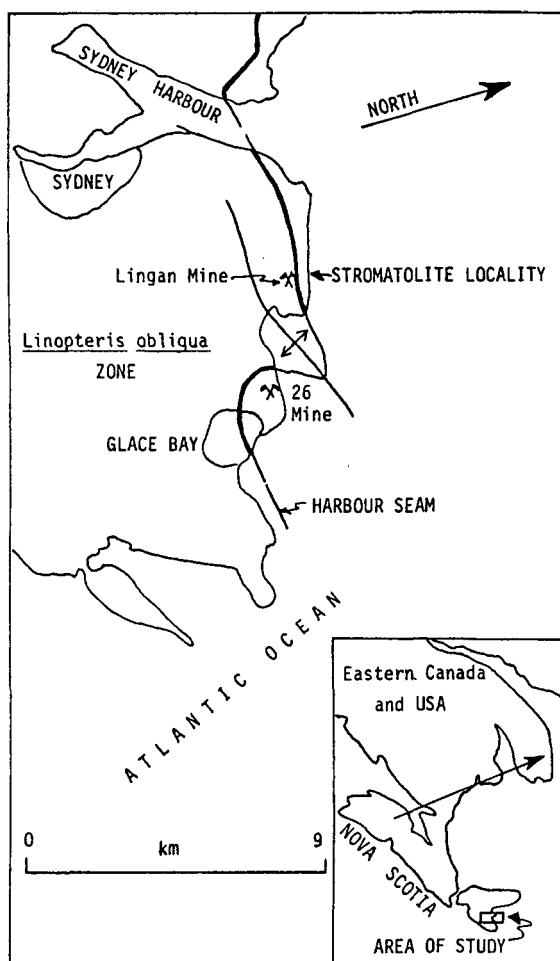 SYDNEY HARBOUR
NORTH
SYDNEY
Lingan Mine
STROMATOLITE LOCALITY
Linopteris obliqua
ZONE
26
Mine
GLACE BAY
HARBOUR SEAM
ATLANTIC OCEAN
0 9
km
Eastern Canada
and USA
NOVA SCOTIA
AREA OF STUDY